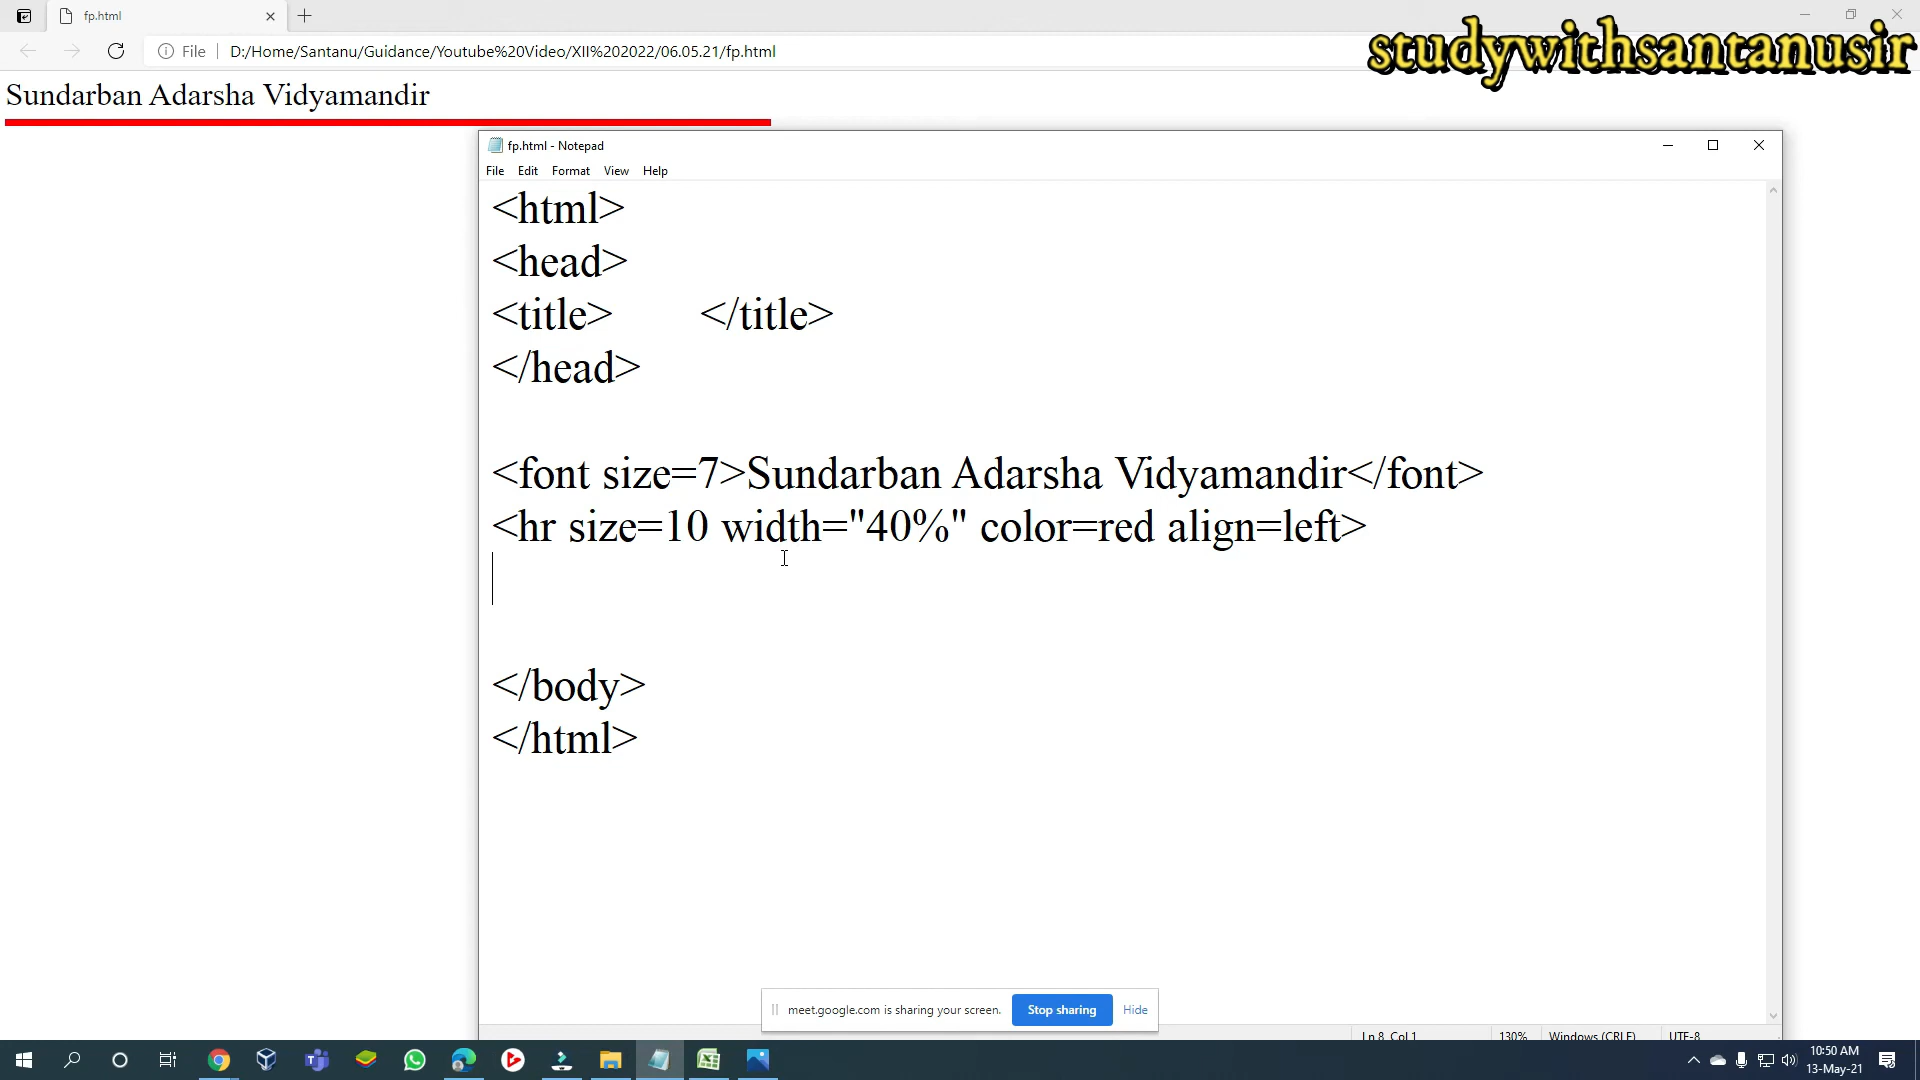 fp.html
File D:/Home/Santanu/Guidance/Youtube%20Video/XII%202022/06.05.21/fp.html
studywithsantanusir
Sundarban Adarsha Vidyamandir
fp.html - Notepad
File Edit Format View Help
<html>
<head>
<title> </title>
</head>
<font size=7>Sundarban Adarsha Vidyamandir</font>
<hr size=10 width="40%" color=red align=left>
</body>
</html>
meet.google.com is sharing your screen. Stop sharing Hide
Ln 8, Col 1 130% Windows (CRLF) UTF-8
10:50 AM
13-May-21